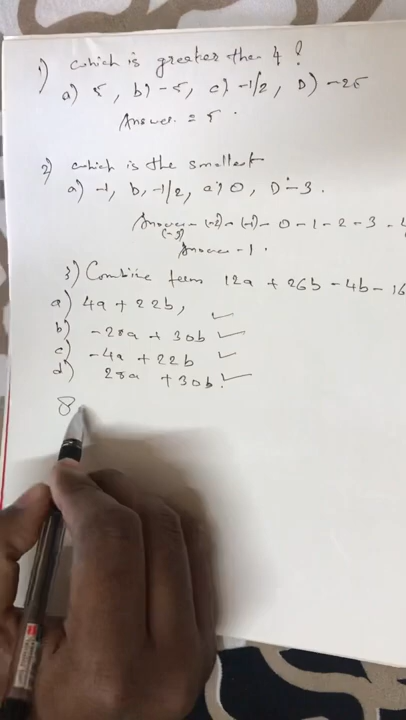 1) which is greater than 4 ?
a) 5 , b) -5, c) -1/2, D) -25
Answer = 5 .
2) which is the smallest
a) -1, b, -1/2, a) 0, D -3.
Answer - (-2) - (-1) - 0 - 1 - 2 - 3 - 4
(-3)
Answer - 1 .
3) Combine term 12a + 26b - 4b - 16
a) 4a + 22b,
b) -28a + 30b ✓
c) -4a + 22b ✓
d) 28a + 30b. ✓
8